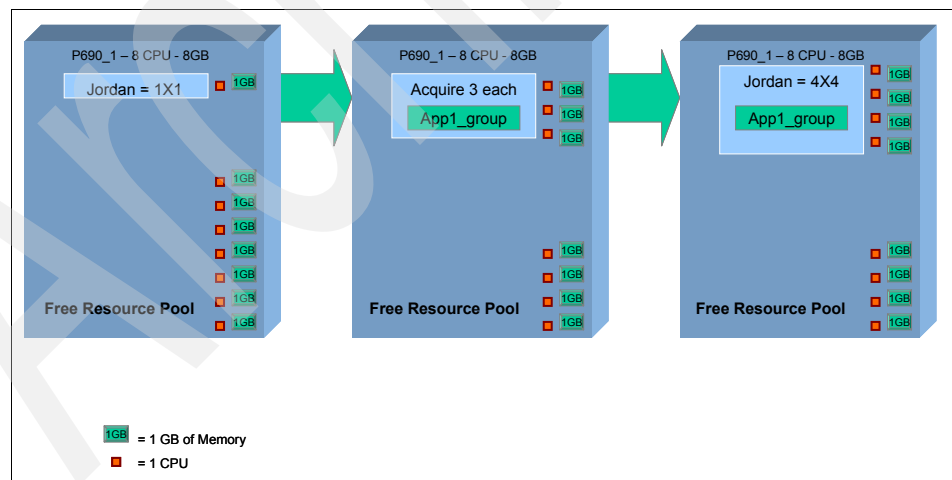 P690_1 – 8 CPU - 8GB
Jordan = 1X1
1GB
1GB
1GB
1GB
1GB
1GB
1GB
1GB
Free Resource Pool
P690_1 – 8 CPU - 8GB
Acquire 3 each
App1_group
1GB
1GB
1GB
1GB
1GB
1GB
1GB
Free Resource Pool
P690_1 – 8 CPU - 8GB
Jordan = 4X4
App1_group
1GB
1GB
1GB
1GB
1GB
1GB
1GB
1GB
Free Resource Pool
1GB = 1 GB of Memory
= 1 CPU